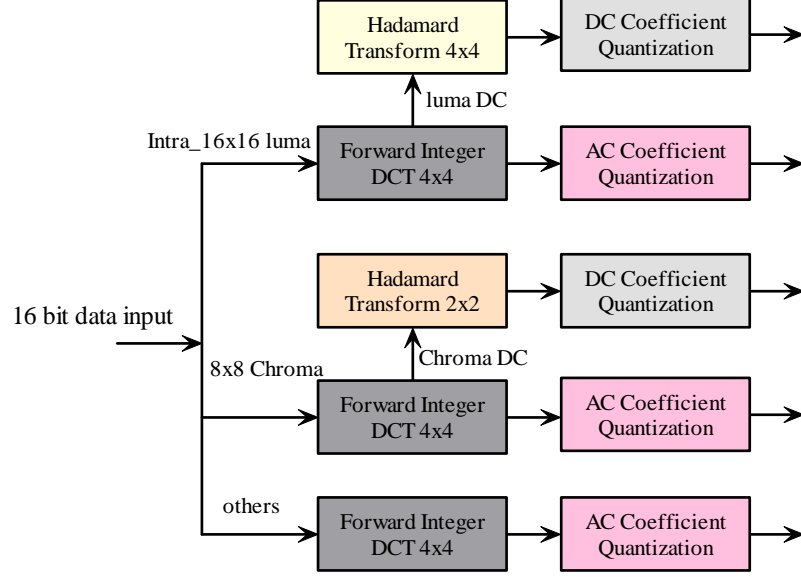 Hadamard
Transform 4x4
DC Coefficient
Quantization
luma DC
Intra_16x16 luma
Forward Integer
DCT 4x4
AC Coefficient
Quantization
Hadamard
Transform 2x2
DC Coefficient
Quantization
16 bit data input
Chroma DC
8x8 Chroma
Forward Integer
DCT 4x4
AC Coefficient
Quantization
others
Forward Integer
DCT 4x4
AC Coefficient
Quantization